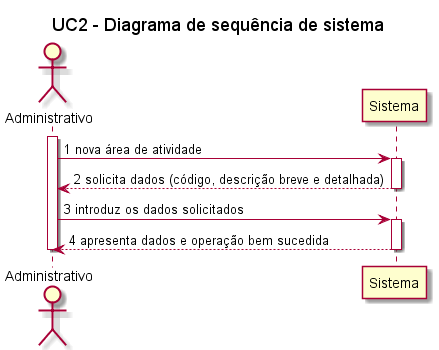 UC2 - Diagrama de sequência de sistema
Administrativo
Sistema
1 nova área de atividade
2 solicita dados (código, descrição breve e detalhada)
3 introduz os dados solicitados
4 apresenta dados e operação bem sucedida
Administrativo
Sistema